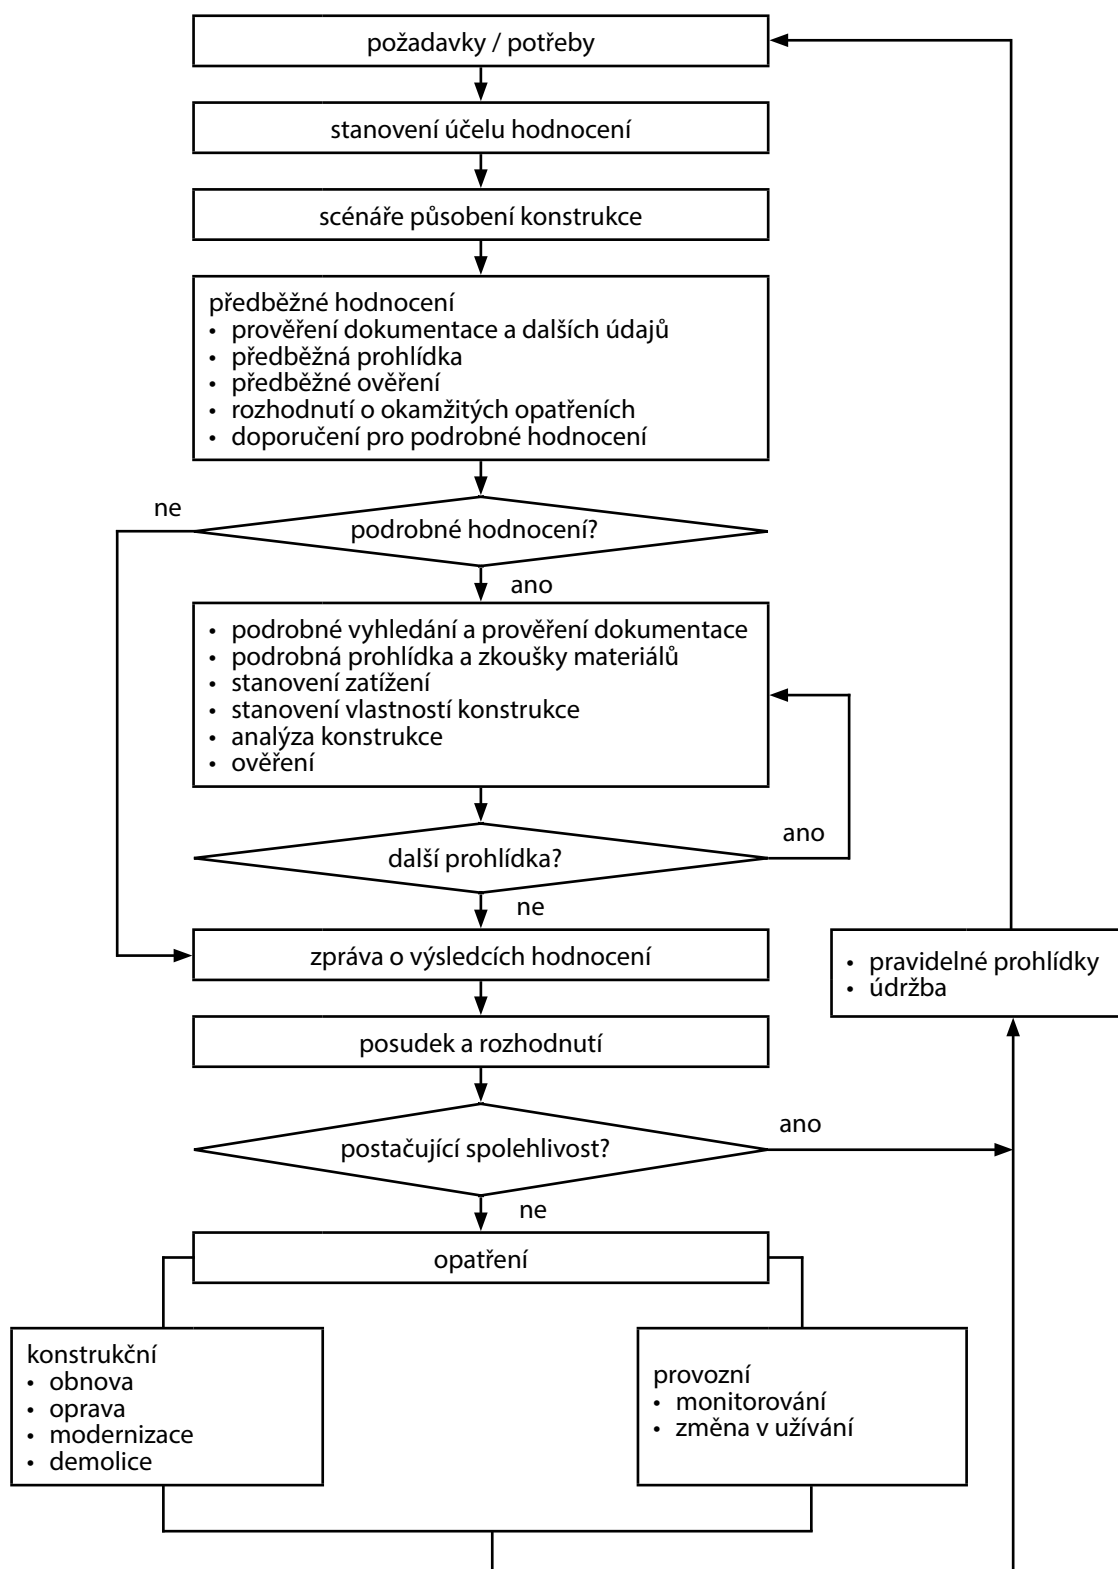 požadavky / potřeby
stanovení účelu hodnocení
scénáře působení konstrukce
předběžné hodnocení
• prověření dokumentace a dalších údajů
• předběžná prohlídka
• předběžné ověření
• rozhodnutí o okamžitých opatřeních
• doporučení pro podrobné hodnocení
ne
podrobné hodnocení?
ano
• podrobné vyhledání a prověření dokumentace
• podrobná prohlídka a zkoušky materiálů
• stanovení zatížení
• stanovení vlastností konstrukce
• analýza konstrukce
• ověření
ano
další prohlídka?
ne
zpráva o výsledcích hodnocení
• pravidelné prohlídky
• údržba
posudek a rozhodnutí
ano
postačující spolehlivost?
ne
opatření
konstrukční
• obnova
• oprava
• modernizace
• demolice
provozní
• monitorování
• změna v užívání